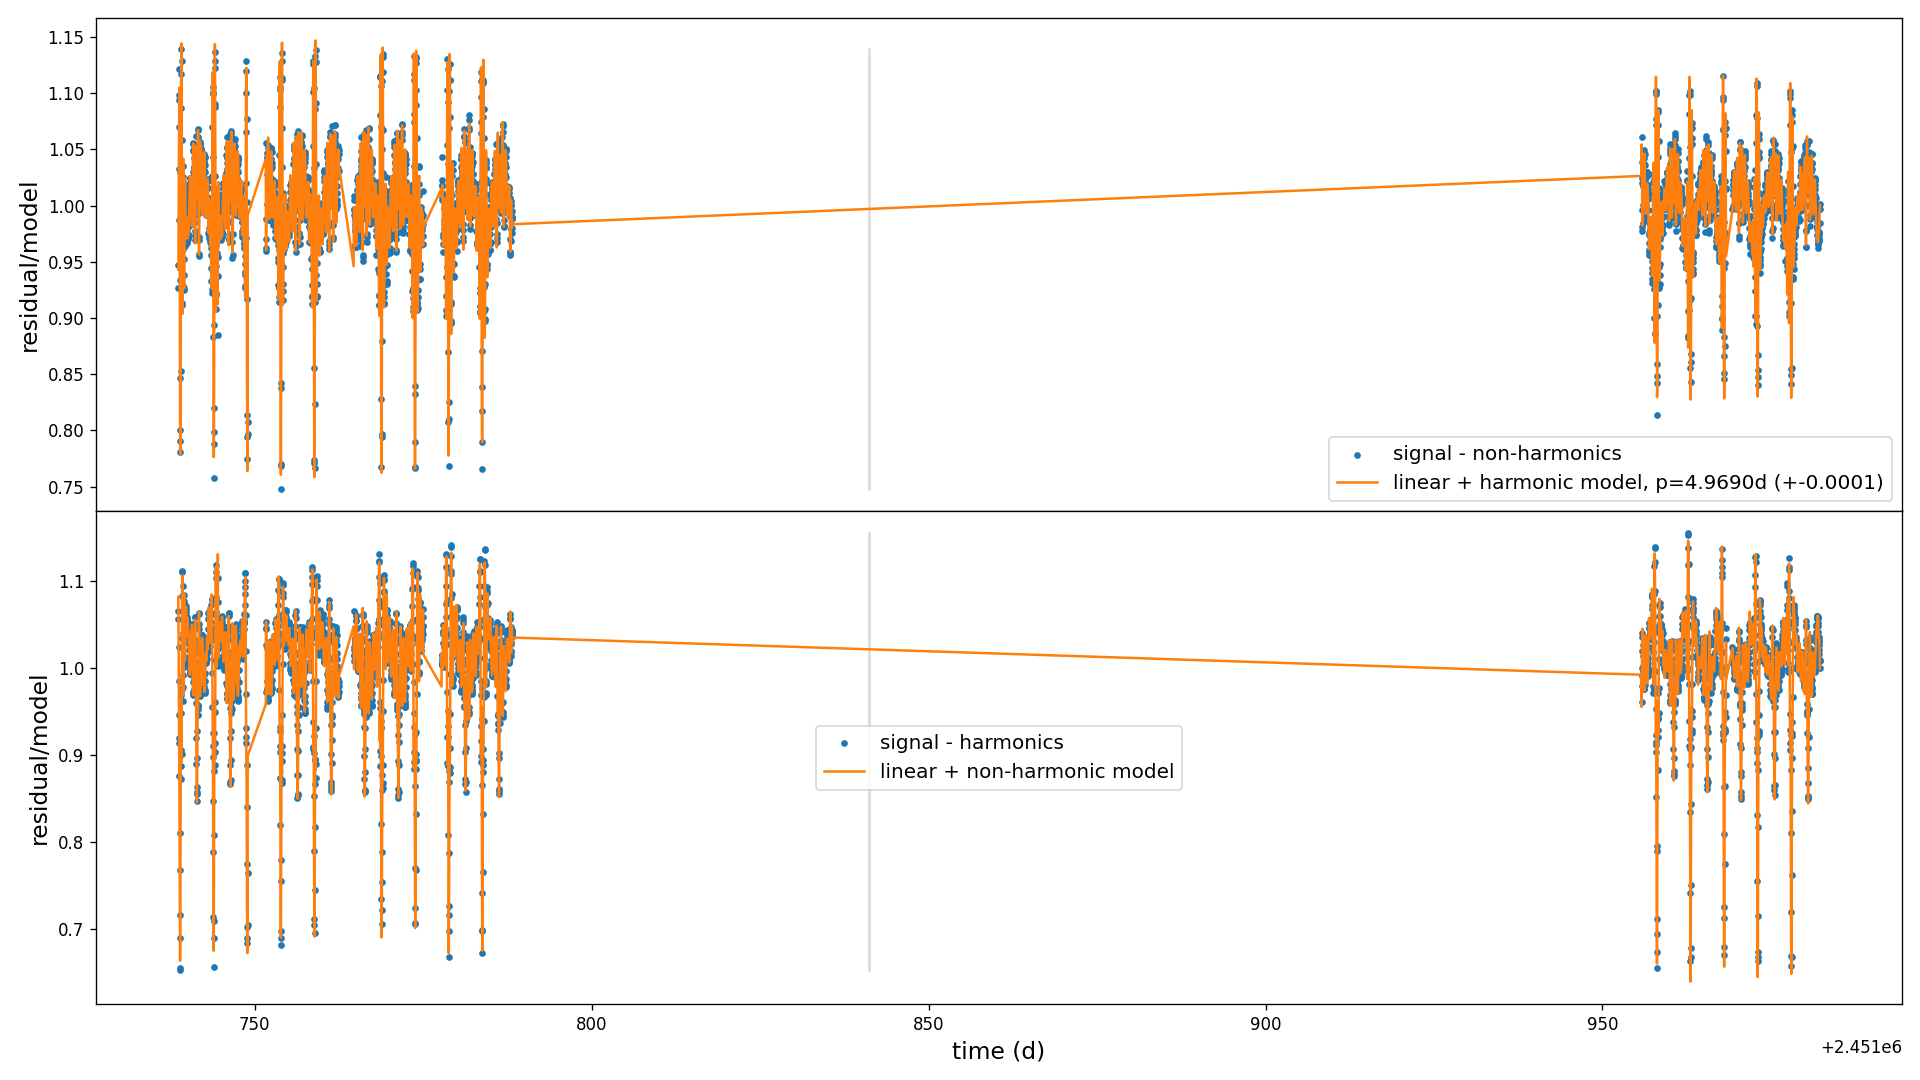 1.15
1.10
1.05
1.00
0.95
0.90
0.85
0.80
0.75
residual/model
signal - non-harmonics
linear + harmonic model, p=4.9690d (+-0.0001)
1.1
1.0
0.9
0.8
0.7
residual/model
signal - harmonics
linear + non-harmonic model
750
800
850
900
950
time (d)
+2.451e6